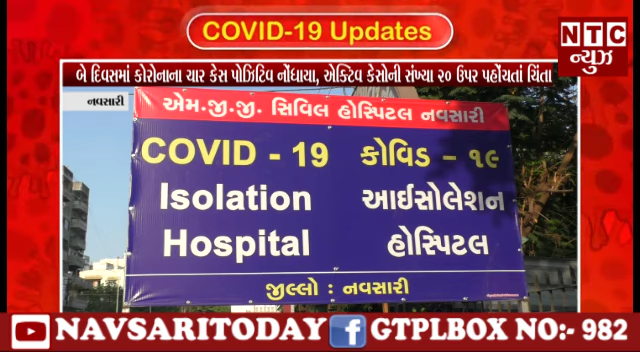 COVID-19 Updates
NTC
ન્યુઝ
બે દિવસમાં કોરોનાના ચાર કેસ પોઝિટિવ નોંધાયા, એક્ટિવ કેસોની સંખ્યા ૨૦ ઉપર પહોંચતાં ચિંતા
નવસારી
એમ.જી.જી. સિવિલ હોસ્પિટલ નવસારી
COVID - 19 કોવિડ - ૧૯
Isolation આઈસોલેશન
Hospital હોસ્પિટલ
જીલ્લો : નવસારી
NAVSARITODAY f GTPLBOX NO:- 982